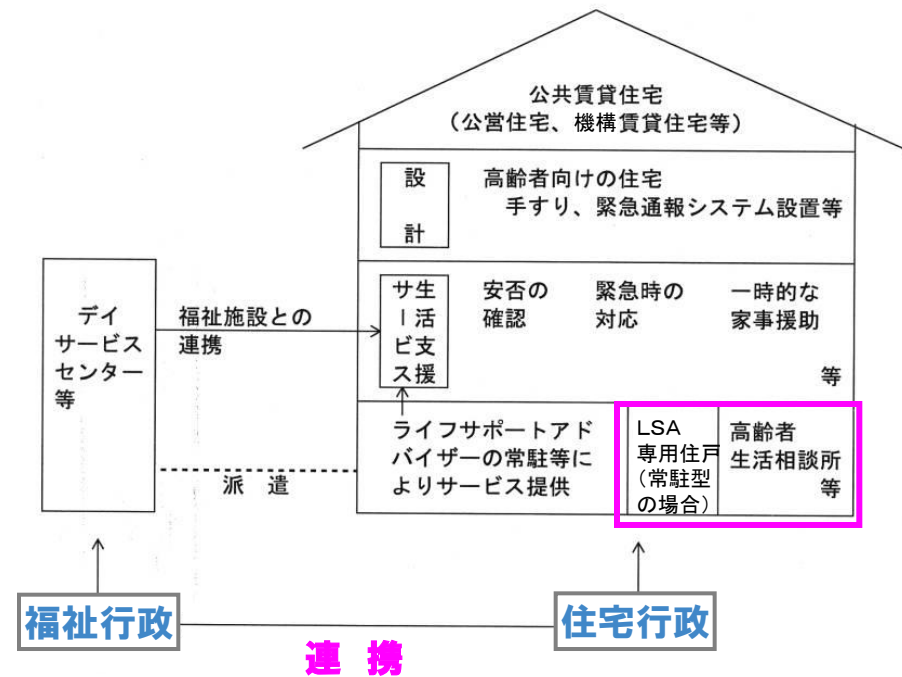 公共賃貸住宅
（公営住宅、機構賃貸住宅等）
設
計
高齢者向けの住宅
手すり、緊急通報システム設置等
デイ
サービス
センター
等
福祉施設との
連携
生活支援
サービス
安否の
確認
緊急時の
対応
一時的な
家事援助
等
ライフサポートアド
バイザーの常駐等に
よりサービス提供
LSA
専用住戸
（常駐型
の場合）
高齢者
生活相談所
等
派 遣
福祉行政
住宅行政
連 携